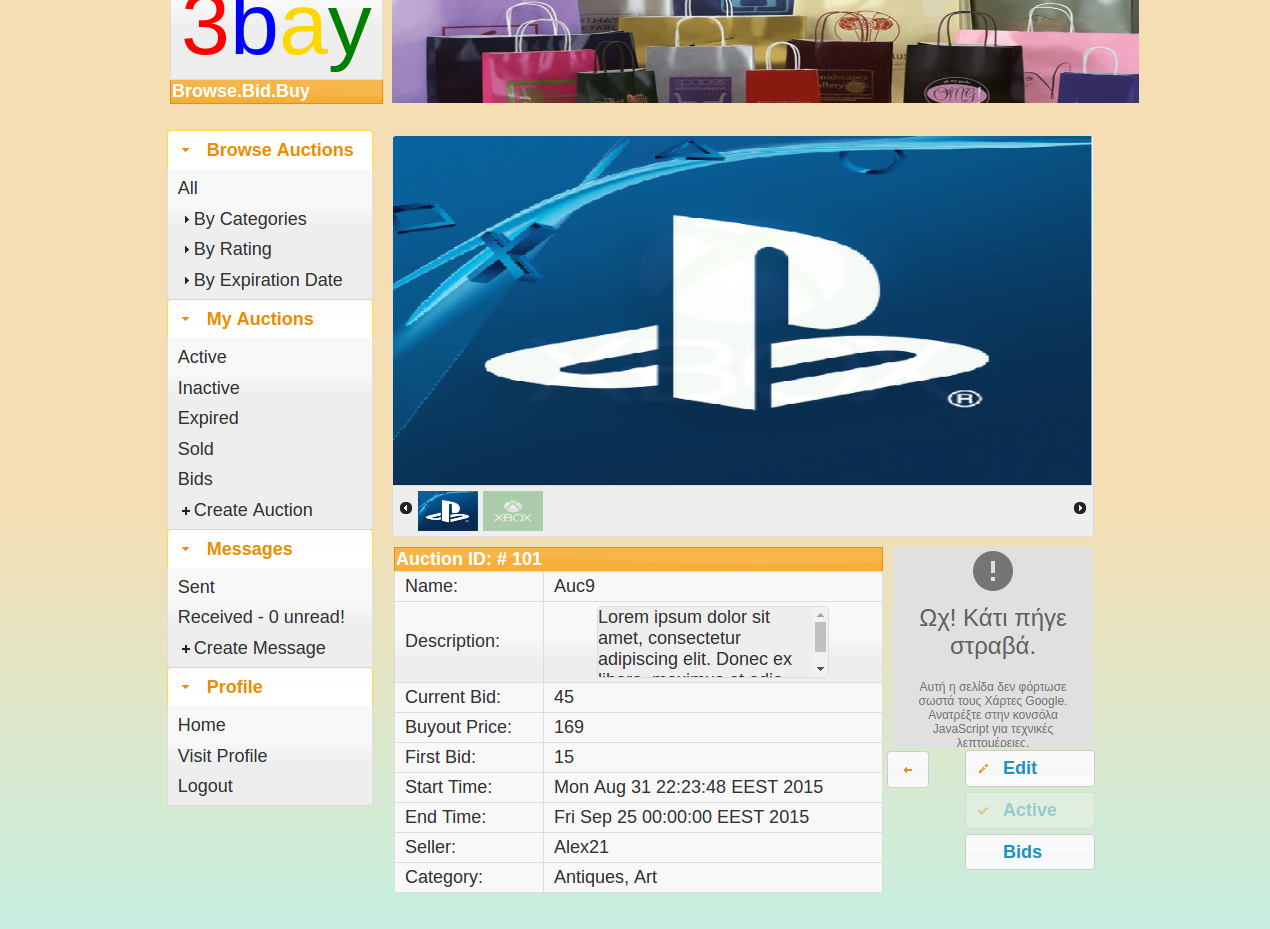 3bay
Browse.Bid.Buy
spaces
OMG
Browse Auctions
All
By Categories
By Rating
By Expiration Date
My Auctions
Active
Inactive
Expired
Sold
Bids
Create Auction
Messages
Sent
Received - 0 unread!
Create Message
Profile
Home
Visit Profile
Logout
XBOX
®
XBOX
Auction ID: # 101
Name: Auc9
Description:
Lorem ipsum dolor sit
amet, consectetur
adipiscing elit. Donec ex
Current Bid: 45
Buyout Price: 169
First Bid: 15
Start Time: Mon Aug 31 22:23:48 EEST 2015
End Time: Fri Sep 25 00:00:00 EEST 2015
Seller: Alex21
Category: Antiques, Art
Ωχ! Κάτι πήγε
στραβά.
Αυτή η σελίδα δεν φόρτωσε
σωστά τους Χάρτες Google.
Ανατρέξτε στην κονσόλα
JavaScript για τεχνικές
λεπτομέρειες.
Edit
Active
Bids